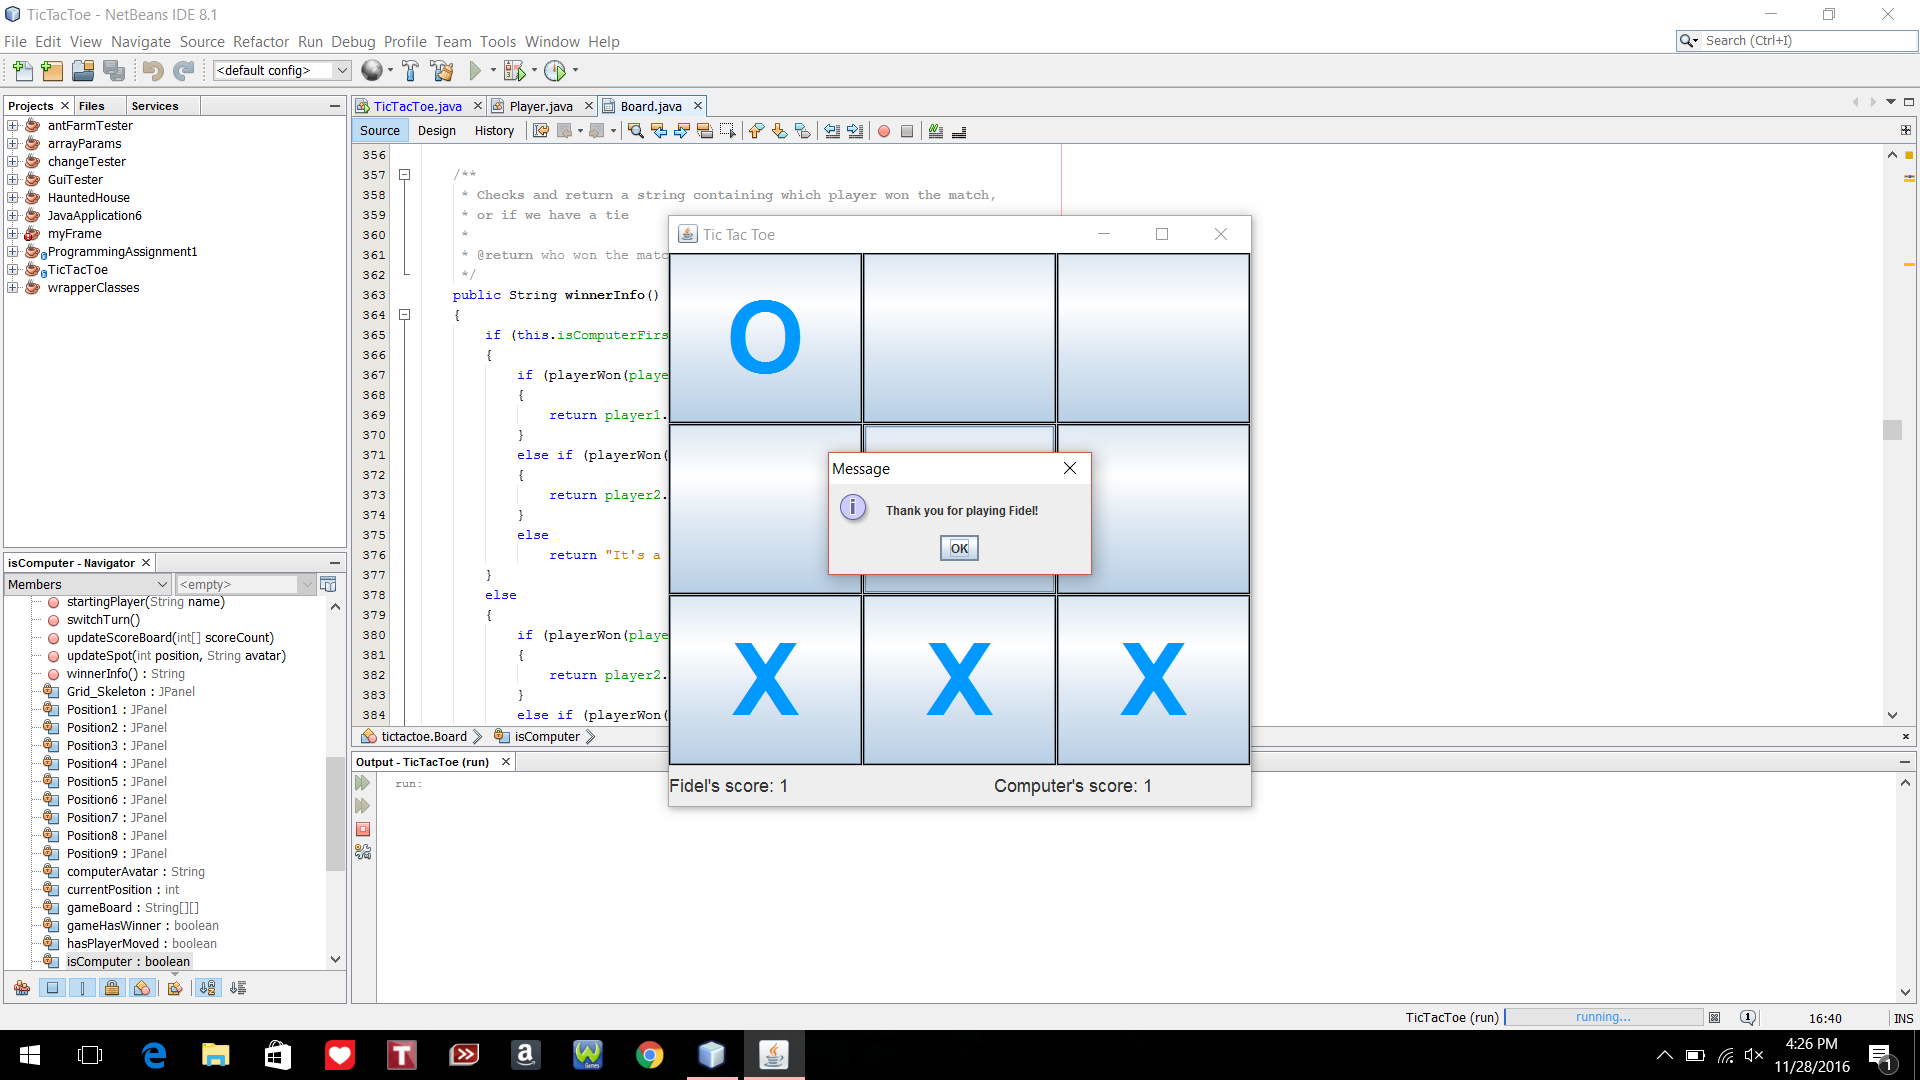 TicTacToe - NetBeans IDE 8.1
File Edit View Navigate Source Refactor Run Debug Profile Team Tools Window Help
Search (Ctrl+I)
<default config>
Projects Files Services
antFarmTester
arrayParams
changeTester
GuiTester
HauntedHouse
JavaApplication6
myFrame
ProgrammingAssignment1
TicTacToe
wrapperClasses
isComputer - Navigator
Members <empty>
startingPlayer(String name)
switchTurn()
updateScoreBoard(int[] scoreCount)
updateSpot(int position, String avatar)
winnerInfo() : String
Grid_Skeleton : JPanel
Position1 : JPanel
Position2 : JPanel
Position3 : JPanel
Position4 : JPanel
Position5 : JPanel
Position6 : JPanel
Position7 : JPanel
Position8 : JPanel
Position9 : JPanel
computerAvatar : String
currentPosition : int
gameBoard : String[][]
gameHasWinner : boolean
hasPlayerMoved : boolean
isComputer : boolean
TicTacToe.java Player.java Board.java
Source Design History
356
357 /**
358 * Checks and return a string containing which player won the match,
359 * or if we have a tie
360 *
361 * @return who won the matc
362 */
363 public String winnerInfo()
364 {
365 if (this.isComputerFirs
366 {
367 if (playerWon(playe
368 {
369 return player1.
370 }
371 else if (playerWon(
372 {
373 return player2.
374 }
375 else
376 return "It's a
377 }
378 else
379 {
380 if (playerWon(playe
381 {
382 return player2.
383 }
384 else if (playerWon(
tictactoe.Board isComputer
Output - TicTacToe (run)
run:
Tic Tac Toe
O
Message
Thank you for playing Fidel!
OK
X X X
Fidel's score: 1 Computer's score: 1
TicTacToe (run) running... 1 16:40 INS
4:26 PM
11/28/2016
1